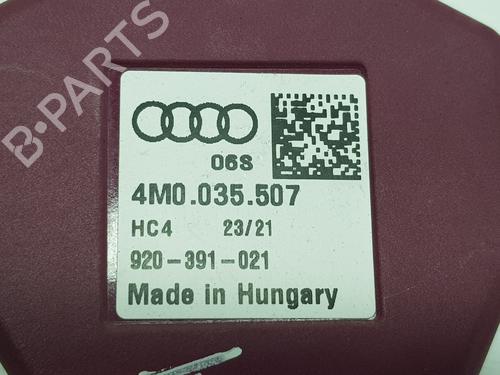 B-PARTS
06S
4M0.035.507
HC4 23/21
920-391-021
Made in Hungary